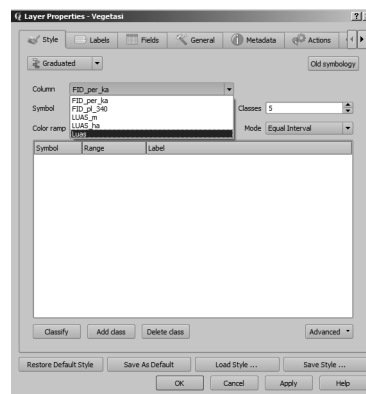 Layer Properties - Vegetasi
Style Labels Fields General Metadata Actions
Graduated Old symbology
Column FID_per_ka
FID_per_ka
FID_pl_340
LUAS_m
LUAS_ha
Luas
Symbol Classes 5
Color ramp Mode Equal Interval
Symbol Range Label
Classify Add class Delete class Advanced
Restore Default Style Save As Default Load Style ... Save Style ...
OK Cancel Apply Help